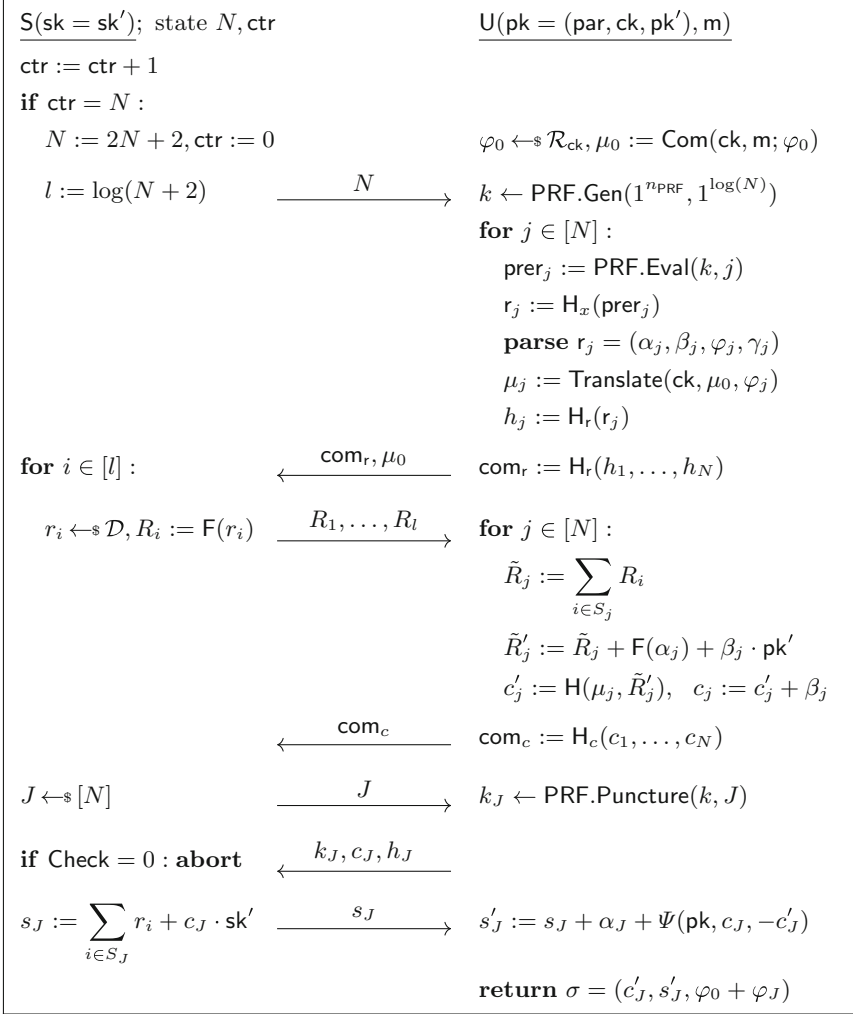 S(sk = sk′); state N, ctr    U(pk = (par, ck, pk′), m)
ctr := ctr + 1
if ctr = N :
N := 2N + 2, ctr := 0    φ₀ ←$ 𝓡_ck, μ₀ := Com(ck, m; φ₀)
l := log(N + 2)    N    k ← PRF.Gen(1^{n_PRF}, 1^{log(N)})
for j ∈ [N] :
prer_j := PRF.Eval(k, j)
r_j := H_x(prer_j)
parse r_j = (α_j, β_j, φ_j, γ_j)
μ_j := Translate(ck, μ₀, φ_j)
h_j := H_r(r_j)
for i ∈ [l] :    com_r, μ₀    com_r := H_r(h₁, . . . , h_N)
r_i ←$ 𝓓, R_i := F(r_i)    R₁, . . . , R_l    for j ∈ [N] :
R̃_j := ∑_{i∈S_j} R_i
R̃′_j := R̃_j + F(α_j) + β_j · pk′
c′_j := H(μ_j, R̃′_j),  c_j := c′_j + β_j
com_c    com_c := H_c(c₁, . . . , c_N)
J ←$ [N]    J    k_J ← PRF.Puncture(k, J)
if Check = 0 : abort    k_J, c_J, h_J
s_J := ∑_{i∈S_J} r_i + c_J · sk′    s_J    s′_J := s_J + α_J + Ψ(pk, c_J, −c′_J)
return σ = (c′_J, s′_J, φ₀ + φ_J)